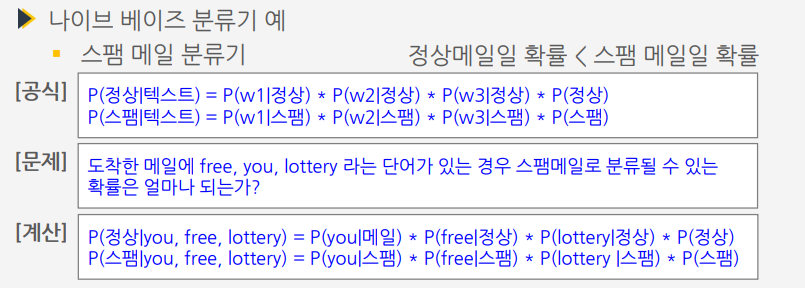 나이브 베이즈 분류기 예
스팸 메일 분류기 정상메일일 확률 < 스팸 메일일 확률
[공식] P(정상|텍스트) = P(w1|정상) * P(w2|정상) * P(w3|정상) * P(정상)
P(스팸|텍스트) = P(w1|스팸) * P(w2|스팸) * P(w3|스팸) * P(스팸)
[문제] 도착한 메일에 free, you, lottery 라는 단어가 있는 경우 스팸메일로 분류될 수 있는
확률은 얼마나 되는가?
[계산] P(정상|you, free, lottery) = P(you|메일) * P(free|정상) * P(lottery|정상) * P(정상)
P(스팸|you, free, lottery) = P(you|스팸) * P(free|스팸) * P(lottery |스팸) * P(스팸)